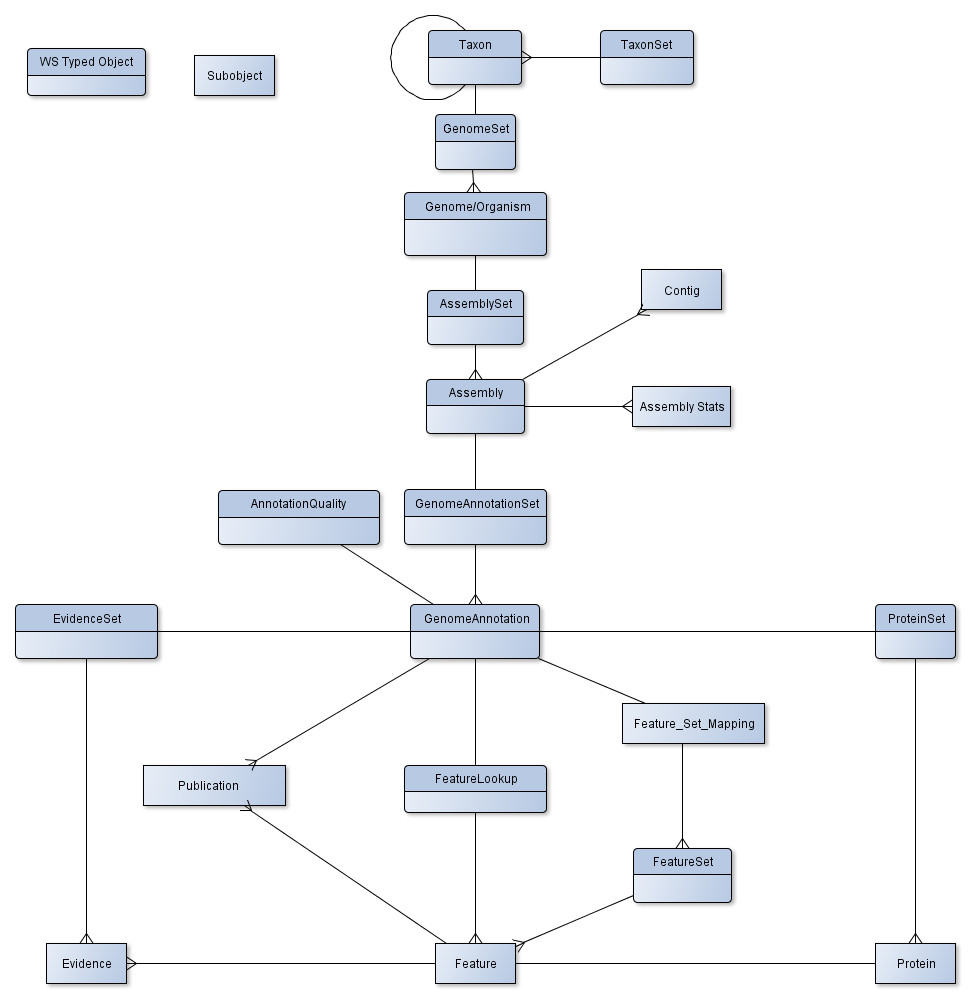 Taxon
TaxonSet
WS Typed Object
Subobject
GenomeSet
Genome/Organism
Contig
AssemblySet
Assembly
Assembly Stats
AnnotationQuality
GenomeAnnotationSet
EvidenceSet
GenomeAnnotation
ProteinSet
Feature_Set_Mapping
Publication
FeatureLookup
FeatureSet
Evidence
Feature
Protein